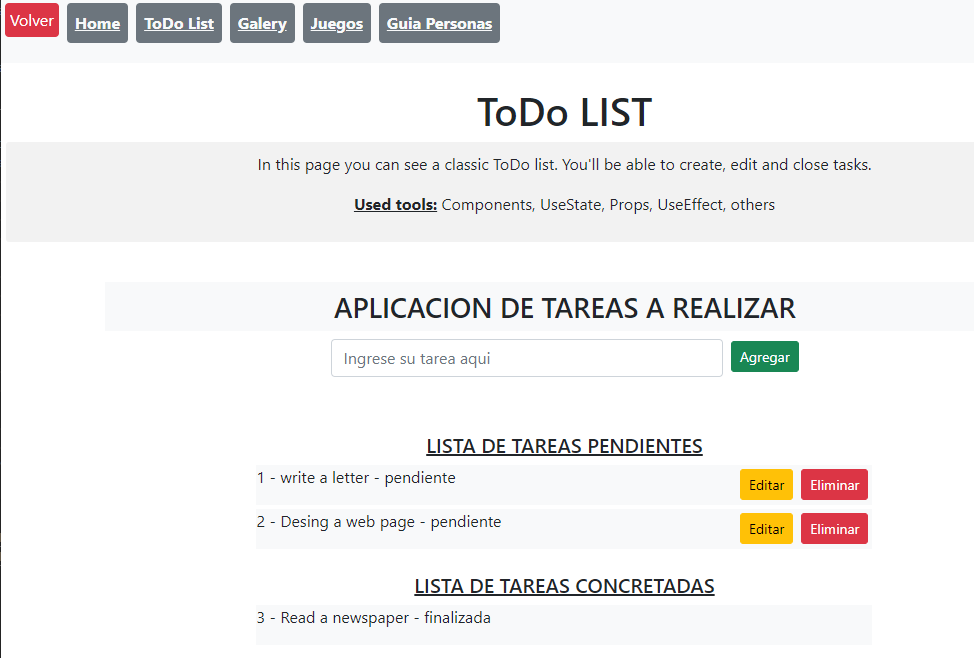 Volver Home ToDo List Galery Juegos Guia Personas
ToDo LIST
In this page you can see a classic ToDo list. You'll be able to create, edit and close tasks.
Used tools: Components, UseState, Props, UseEffect, others
APLICACION DE TAREAS A REALIZAR
Ingrese su tarea aqui Agregar
LISTA DE TAREAS PENDIENTES
1 - write a letter - pendiente Editar Eliminar
2 - Desing a web page - pendiente Editar Eliminar
LISTA DE TAREAS CONCRETADAS
3 - Read a newspaper - finalizada